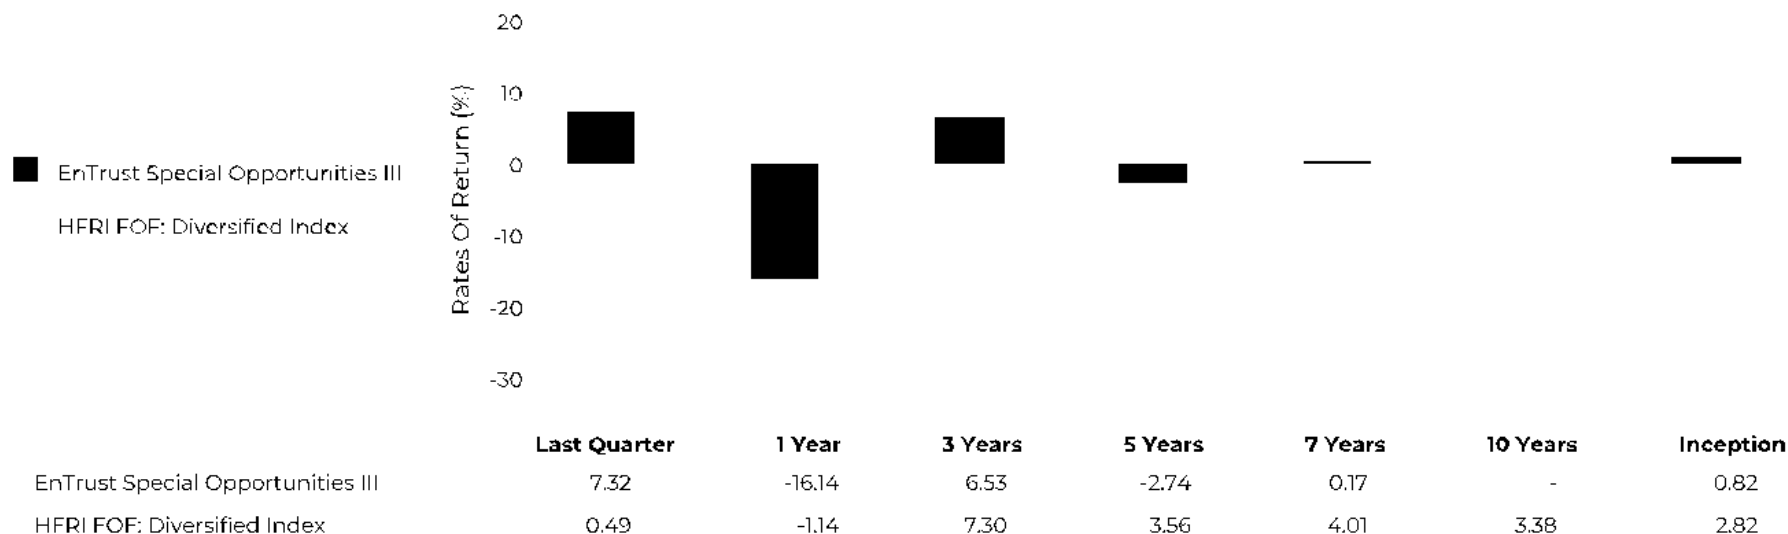 20
10
0
-10
-20
-30
Rates Of Return (%)
EnTrust Special Opportunities III
HFRI FOF: Diversified Index
Last Quarter 1 Year 3 Years 5 Years 7 Years 10 Years Inception
EnTrust Special Opportunities III 7.32 -16.14 6.53 -2.74 0.17 - 0.82
HFRI FOF: Diversified Index 0.49 -1.14 7.30 3.56 4.01 3.38 2.82